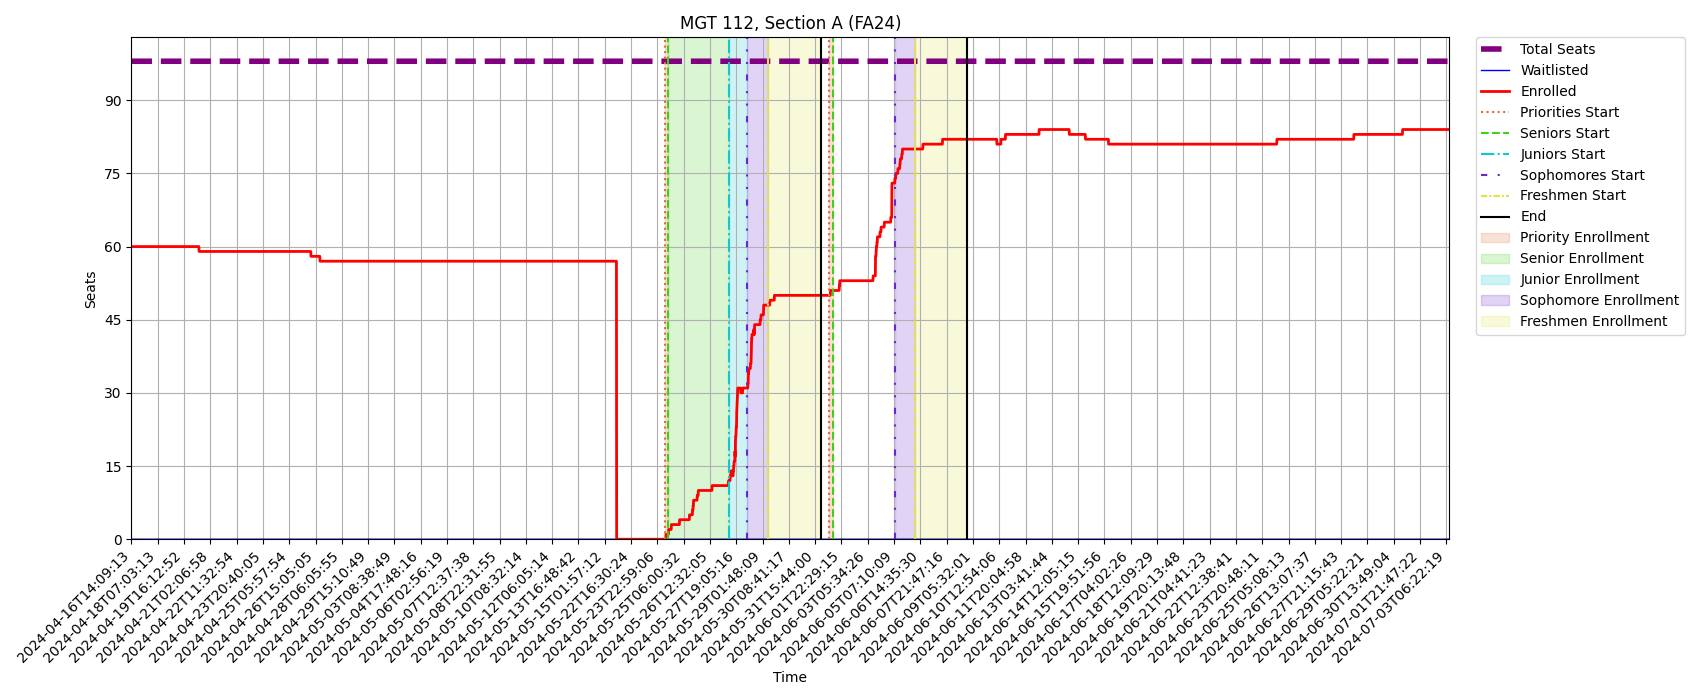 MGT 112, Section A (FA24)
Total Seats
Waitlisted
Enrolled
Priorities Start
Seniors Start
Juniors Start
Sophomores Start
Freshmen Start
End
Priority Enrollment
Senior Enrollment
Junior Enrollment
Sophomore Enrollment
Freshmen Enrollment
Seats
90
75
60
45
30
15
0
2024-04-16T14:09:13
2024-04-18T07:03:13
2024-04-19T16:12:52
2024-04-21T02:06:58
2024-04-22T11:32:54
2024-04-23T20:40:05
2024-04-25T05:57:54
2024-04-26T15:05:05
2024-04-28T06:05:55
2024-04-29T15:10:49
2024-05-03T08:38:49
2024-05-04T17:48:16
2024-05-06T02:56:19
2024-05-07T12:37:38
2024-05-08T22:31:55
2024-05-10T08:32:14
2024-05-12T06:05:14
2024-05-13T16:48:42
2024-05-15T01:57:12
2024-05-22T16:30:24
2024-05-23T22:59:06
2024-05-25T06:00:32
2024-05-26T12:32:05
2024-05-27T19:05:16
2024-05-29T01:48:09
2024-05-30T08:41:17
2024-05-31T15:44:00
2024-06-01T22:29:15
2024-06-03T05:34:26
2024-06-05T07:10:09
2024-06-06T14:35:30
2024-06-07T21:47:16
2024-06-09T05:32:01
2024-06-10T12:54:06
2024-06-11T20:04:58
2024-06-13T03:41:44
2024-06-14T12:05:15
2024-06-15T19:51:56
2024-06-17T04:02:26
2024-06-18T12:09:29
2024-06-19T20:13:48
2024-06-21T04:41:23
2024-06-22T12:38:41
2024-06-23T20:48:11
2024-06-25T05:08:13
2024-06-26T13:07:37
2024-06-27T21:15:43
2024-06-29T05:22:21
2024-06-30T13:49:04
2024-07-01T21:47:22
2024-07-03T06:22:19
Time